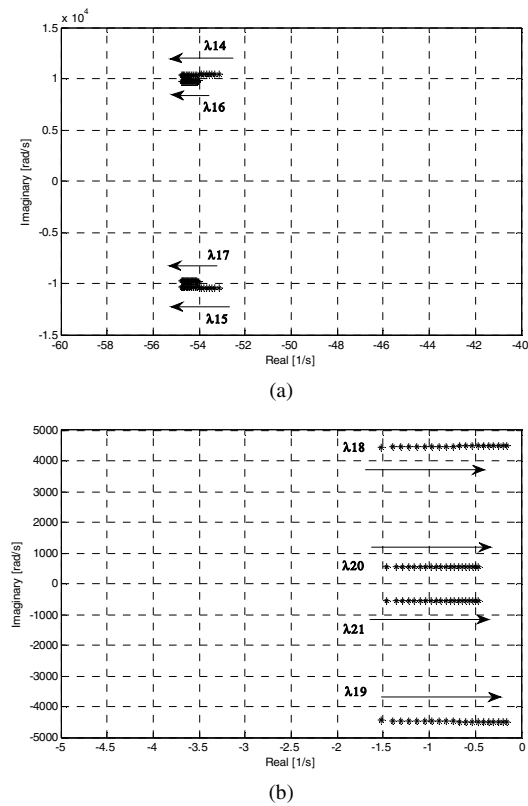 x 10⁴
1.5
1
0.5
0
-0.5
-1
-1.5
Imaginary [rad/s]
λ14
λ16
λ17
λ15
-60 -58 -56 -54 -52 -50 -48 -46 -44 -42 -40
Real [1/s]
(a)
5000
4000
3000
2000
1000
0
-1000
-2000
-3000
-4000
-5000
Imaginary [rad/s]
λ18
λ20
λ21
λ19
-5 -4.5 -4 -3.5 -3 -2.5 -2 -1.5 -1 -0.5 0
Real [1/s]
(b)